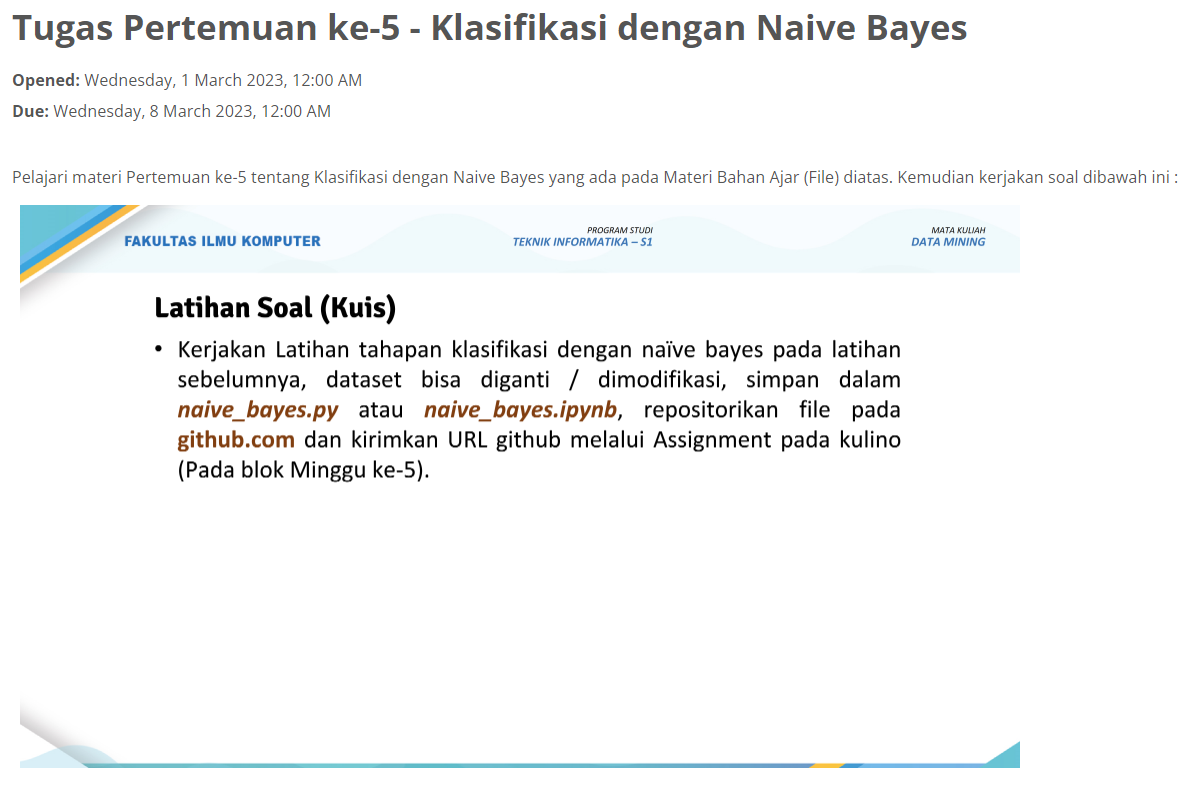 Tugas Pertemuan ke-5 - Klasifikasi dengan Naive Bayes
Opened: Wednesday, 1 March 2023, 12:00 AM
Due: Wednesday, 8 March 2023, 12:00 AM
Pelajari materi Pertemuan ke-5 tentang Klasifikasi dengan Naive Bayes yang ada pada Materi Bahan Ajar (File) diatas. Kemudian kerjakan soal dibawah ini :
FAKULTAS ILMU KOMPUTER
PROGRAM STUDI
TEKNIK INFORMATIKA – S1
MATA KULIAH
DATA MINING
Latihan Soal (Kuis)
• Kerjakan Latihan tahapan klasifikasi dengan naïve bayes pada latihan
sebelumnya, dataset bisa diganti / dimodifikasi, simpan dalam
naive_bayes.py atau naive_bayes.ipynb, repositorikan file pada
github.com dan kirimkan URL github melalui Assignment pada kulino
(Pada blok Minggu ke-5).